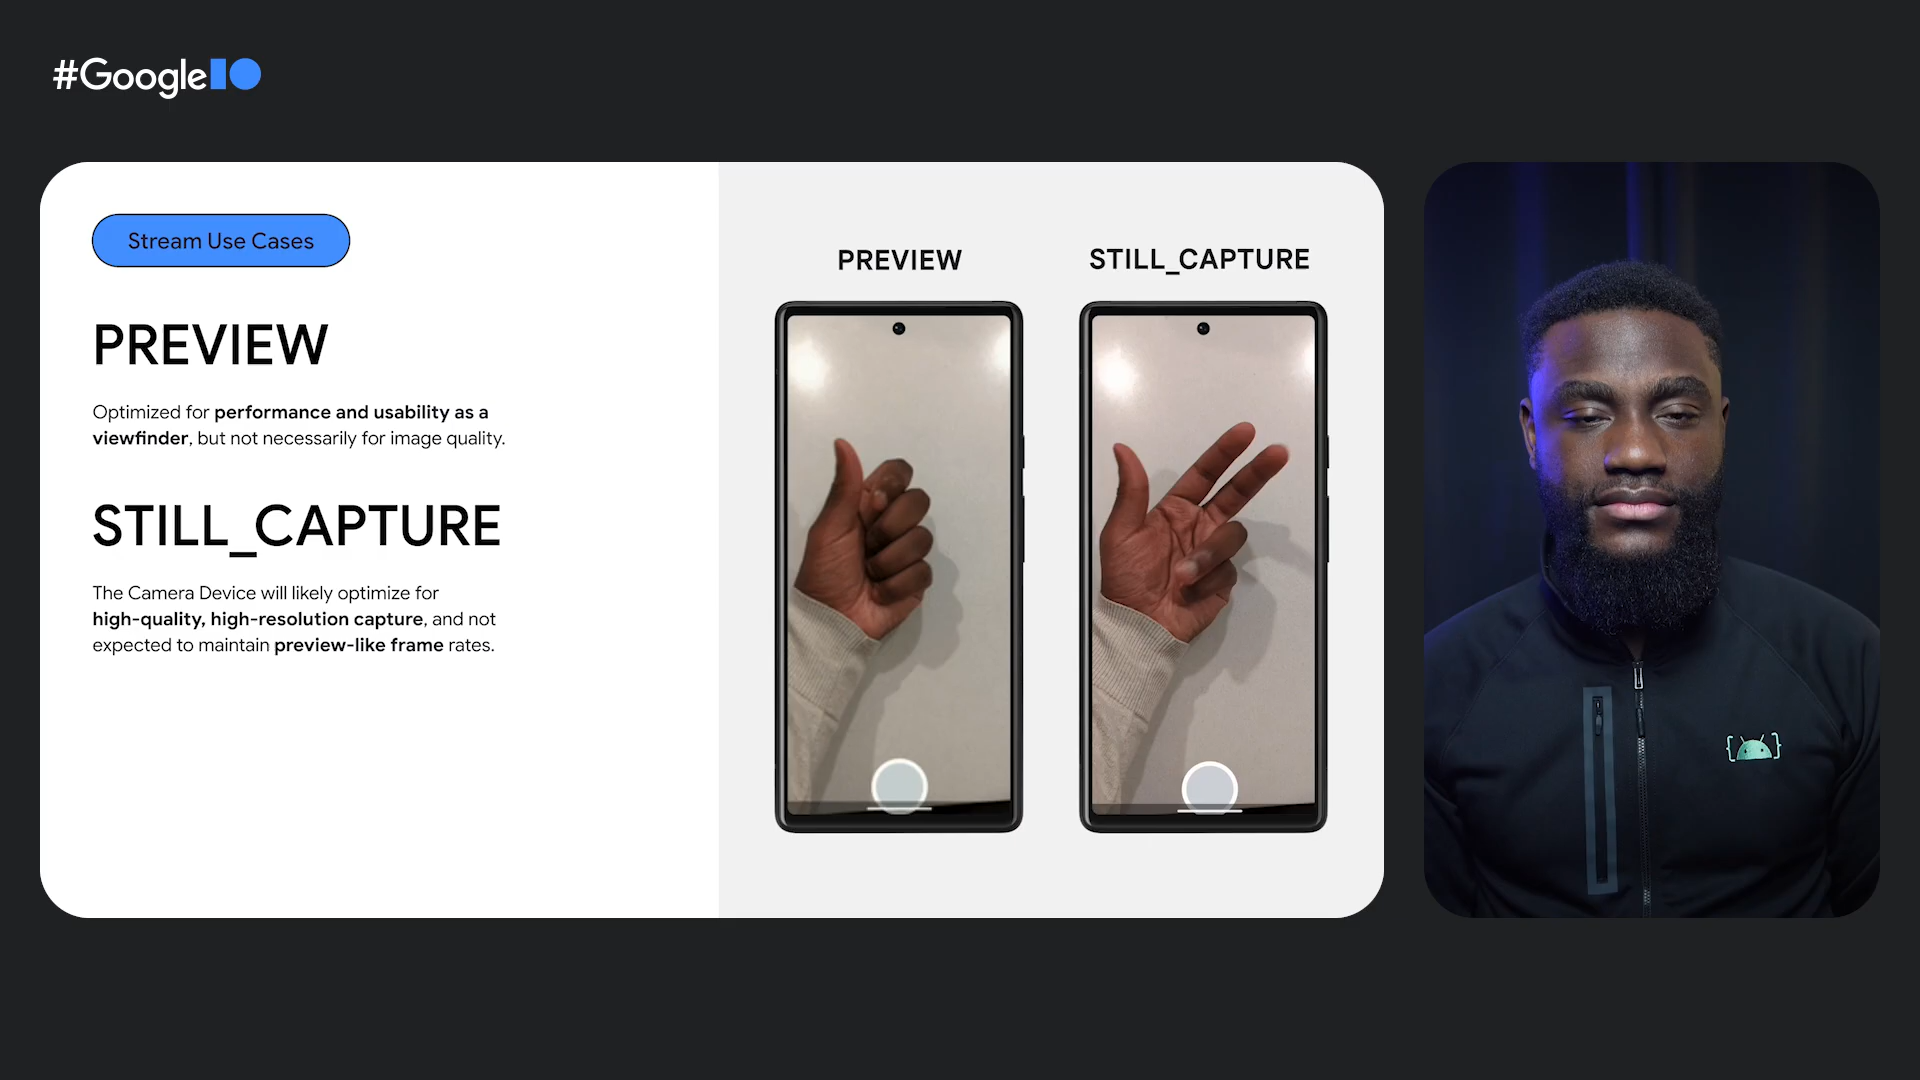 #GoogleIO
Stream Use Cases
PREVIEW
Optimized for performance and usability as a
viewfinder, but not necessarily for image quality.
STILL_CAPTURE
The Camera Device will likely optimize for
high-quality, high-resolution capture, and not
expected to maintain preview-like frame rates.
PREVIEW
STILL_CAPTURE